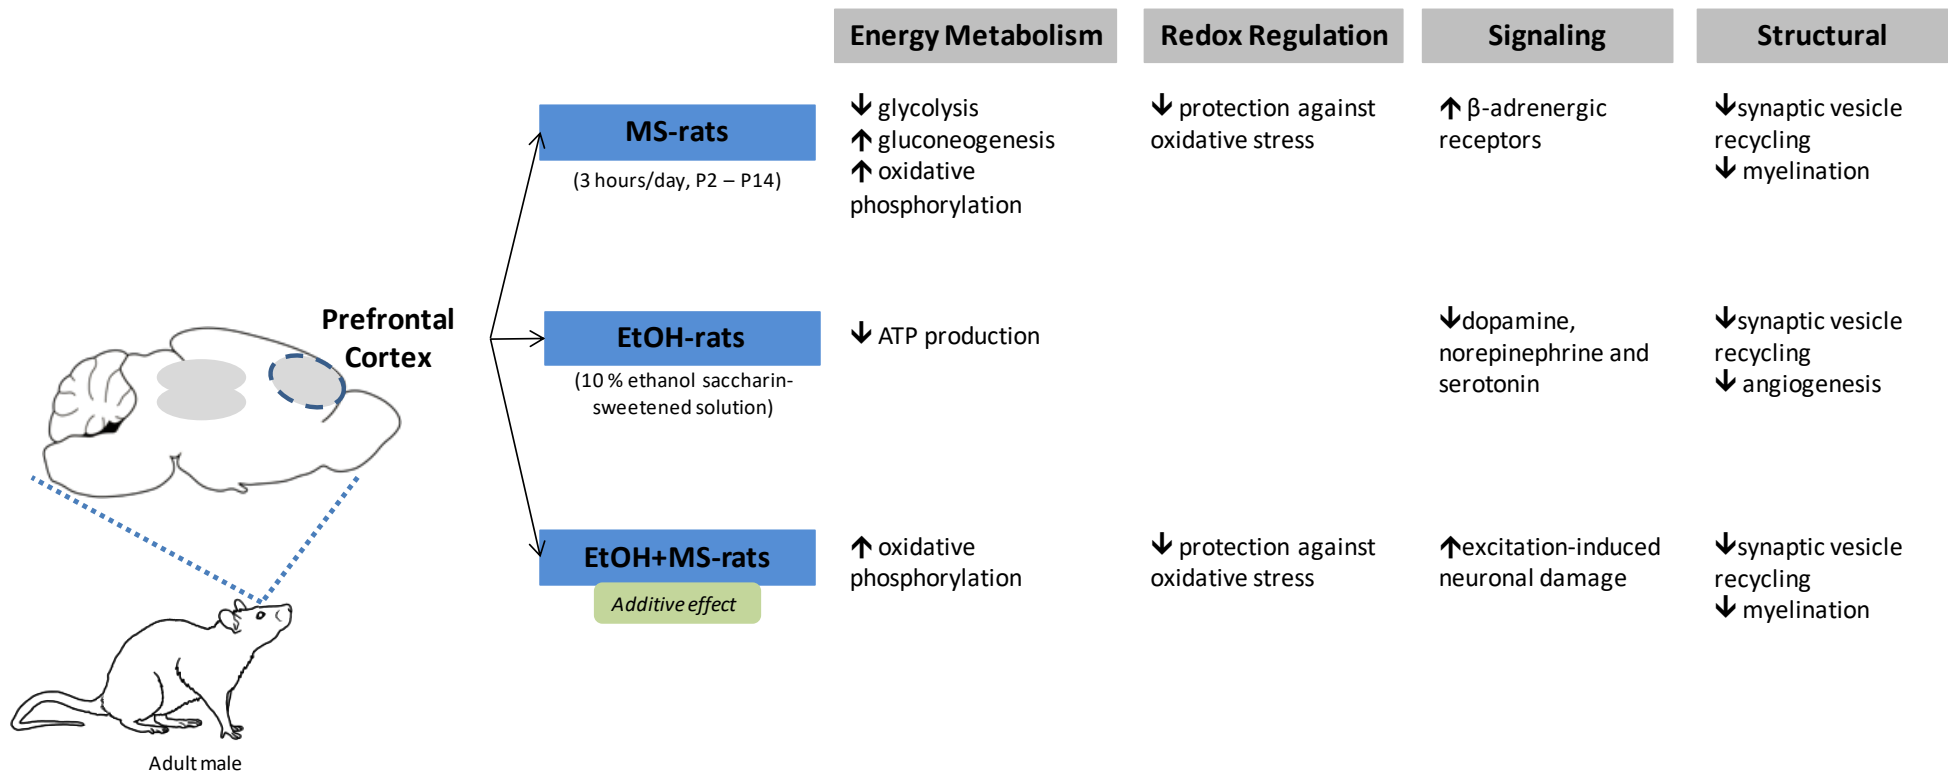 Energy Metabolism
Redox Regulation
Signaling
Structural
MS-rats
(3 hours/day, P2 – P14)
↓ glycolysis
↑ gluconeogenesis
↑ oxidative
phosphorylation
↓ protection against
oxidative stress
↑ β-adrenergic
receptors
↓synaptic vesicle
recycling
↓ myelination
Prefrontal
Cortex
EtOH-rats
(10 % ethanol saccharin-
sweetened solution)
↓ ATP production
↓dopamine,
norepinephrine and
serotonin
↓synaptic vesicle
recycling
↓ angiogenesis
EtOH+MS-rats
Additive effect
↑ oxidative
phosphorylation
↓ protection against
oxidative stress
↑excitation-induced
neuronal damage
↓synaptic vesicle
recycling
↓ myelination
Adult male